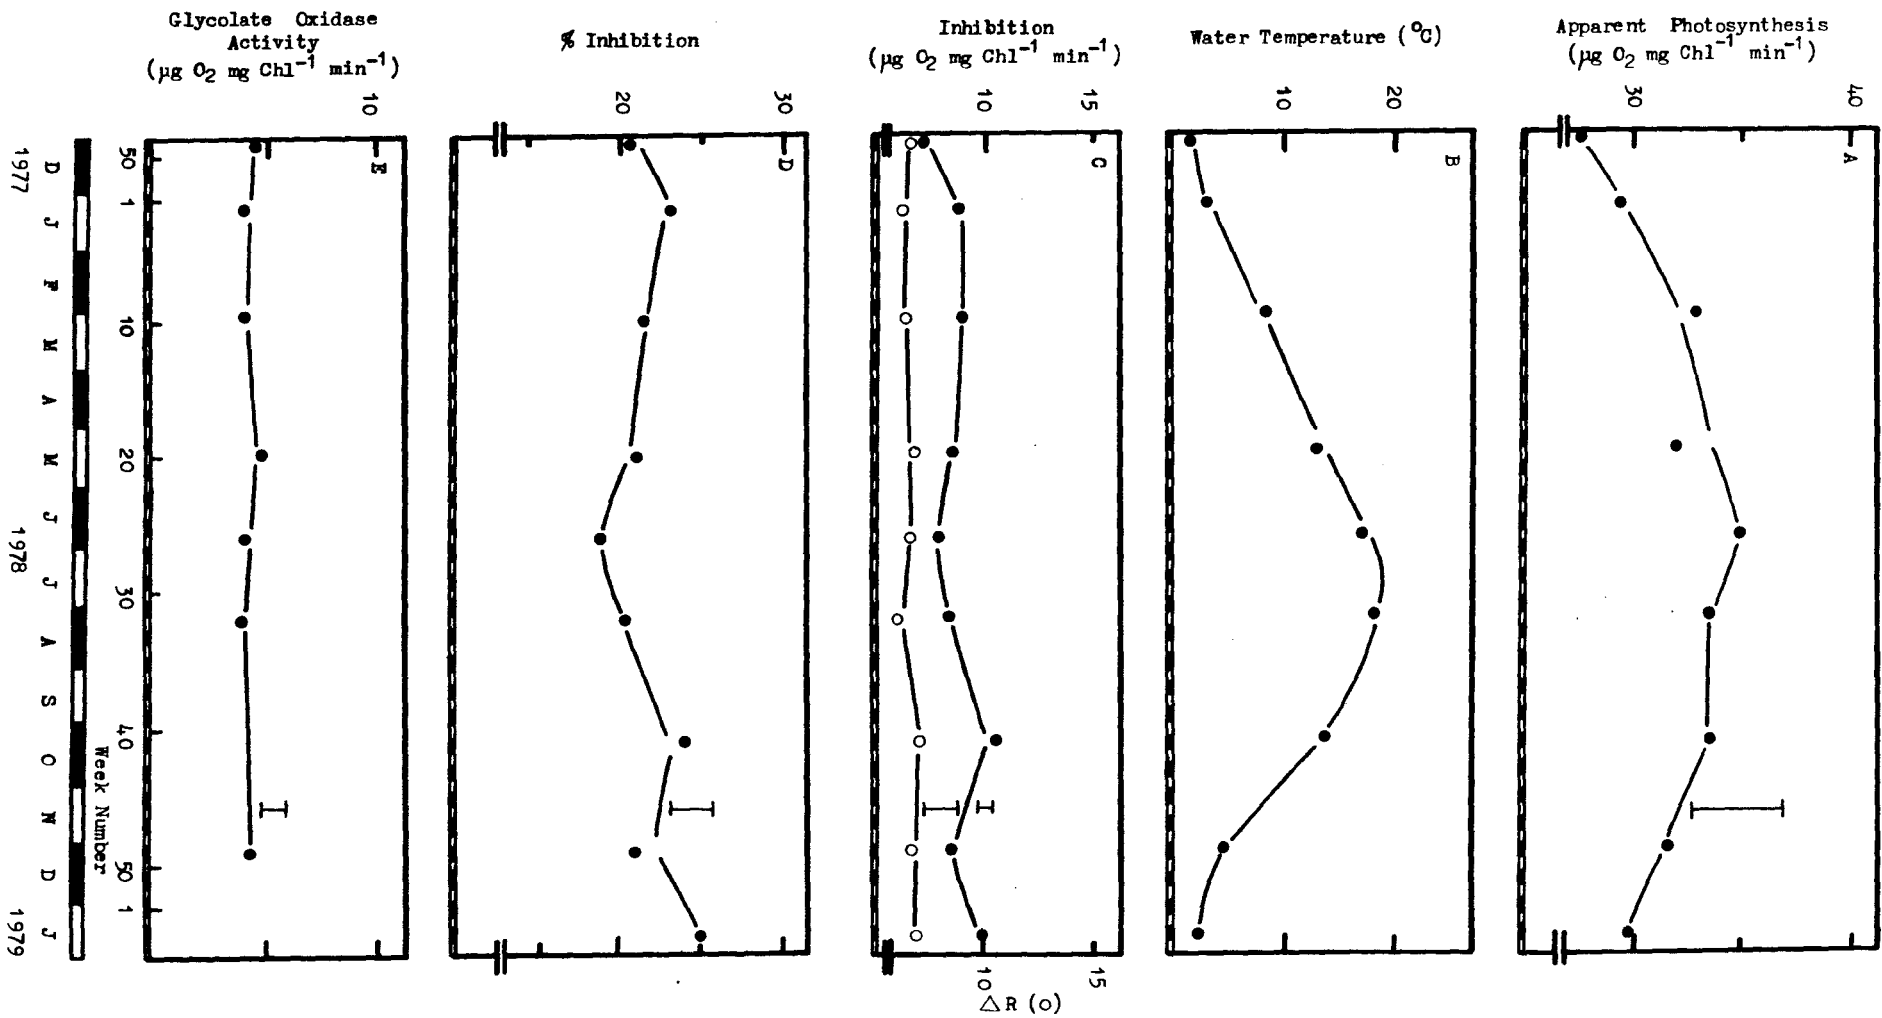 Glycolate Oxidase
Activity
(µg O₂ mg Chl⁻¹ min⁻¹)
10
E
% Inhibition
20
30
D
Inhibition
(µg O₂ mg Chl⁻¹ min⁻¹)
10
15
C
10
15
△R (o)
Water Temperature (°C)
10
20
B
Apparent Photosynthesis
(µg O₂ mg Chl⁻¹ min⁻¹)
30
40
A
50
1
10
20
30
40
50
1
Week Number
D J F M A M J J A S O N D J
1977
1978
1979